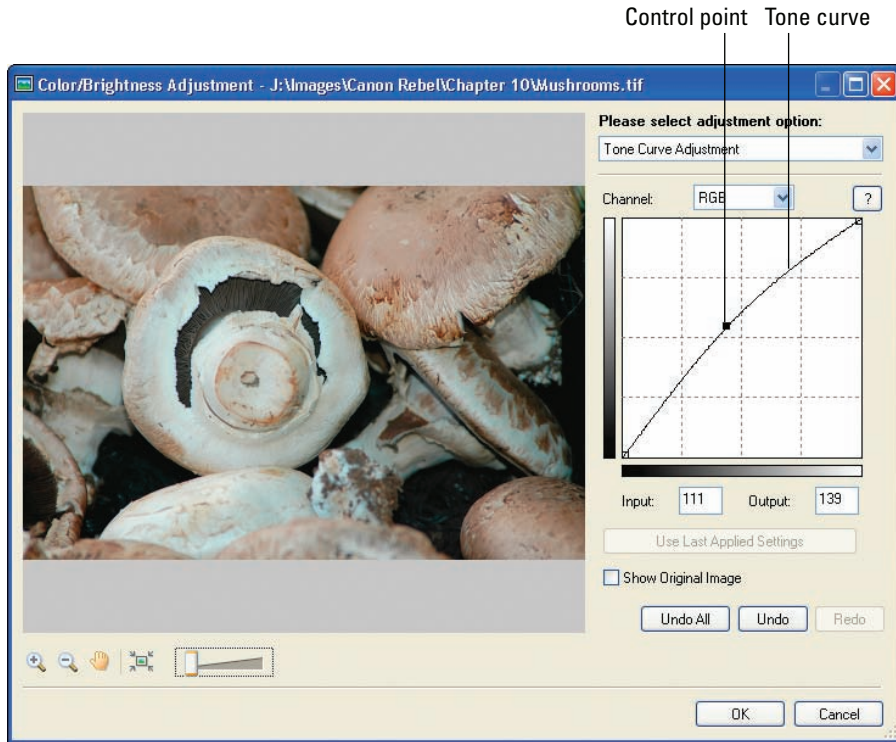 Control point Tone curve
Color/Brightness Adjustment - J:\Images\Canon Rebel\Chapter 10\Mushrooms.tif
Please select adjustment option:
Tone Curve Adjustment
Channel: RGB ?
Input: 111 Output: 139
Use Last Applied Settings
Show Original Image
Undo All Undo Redo
OK Cancel